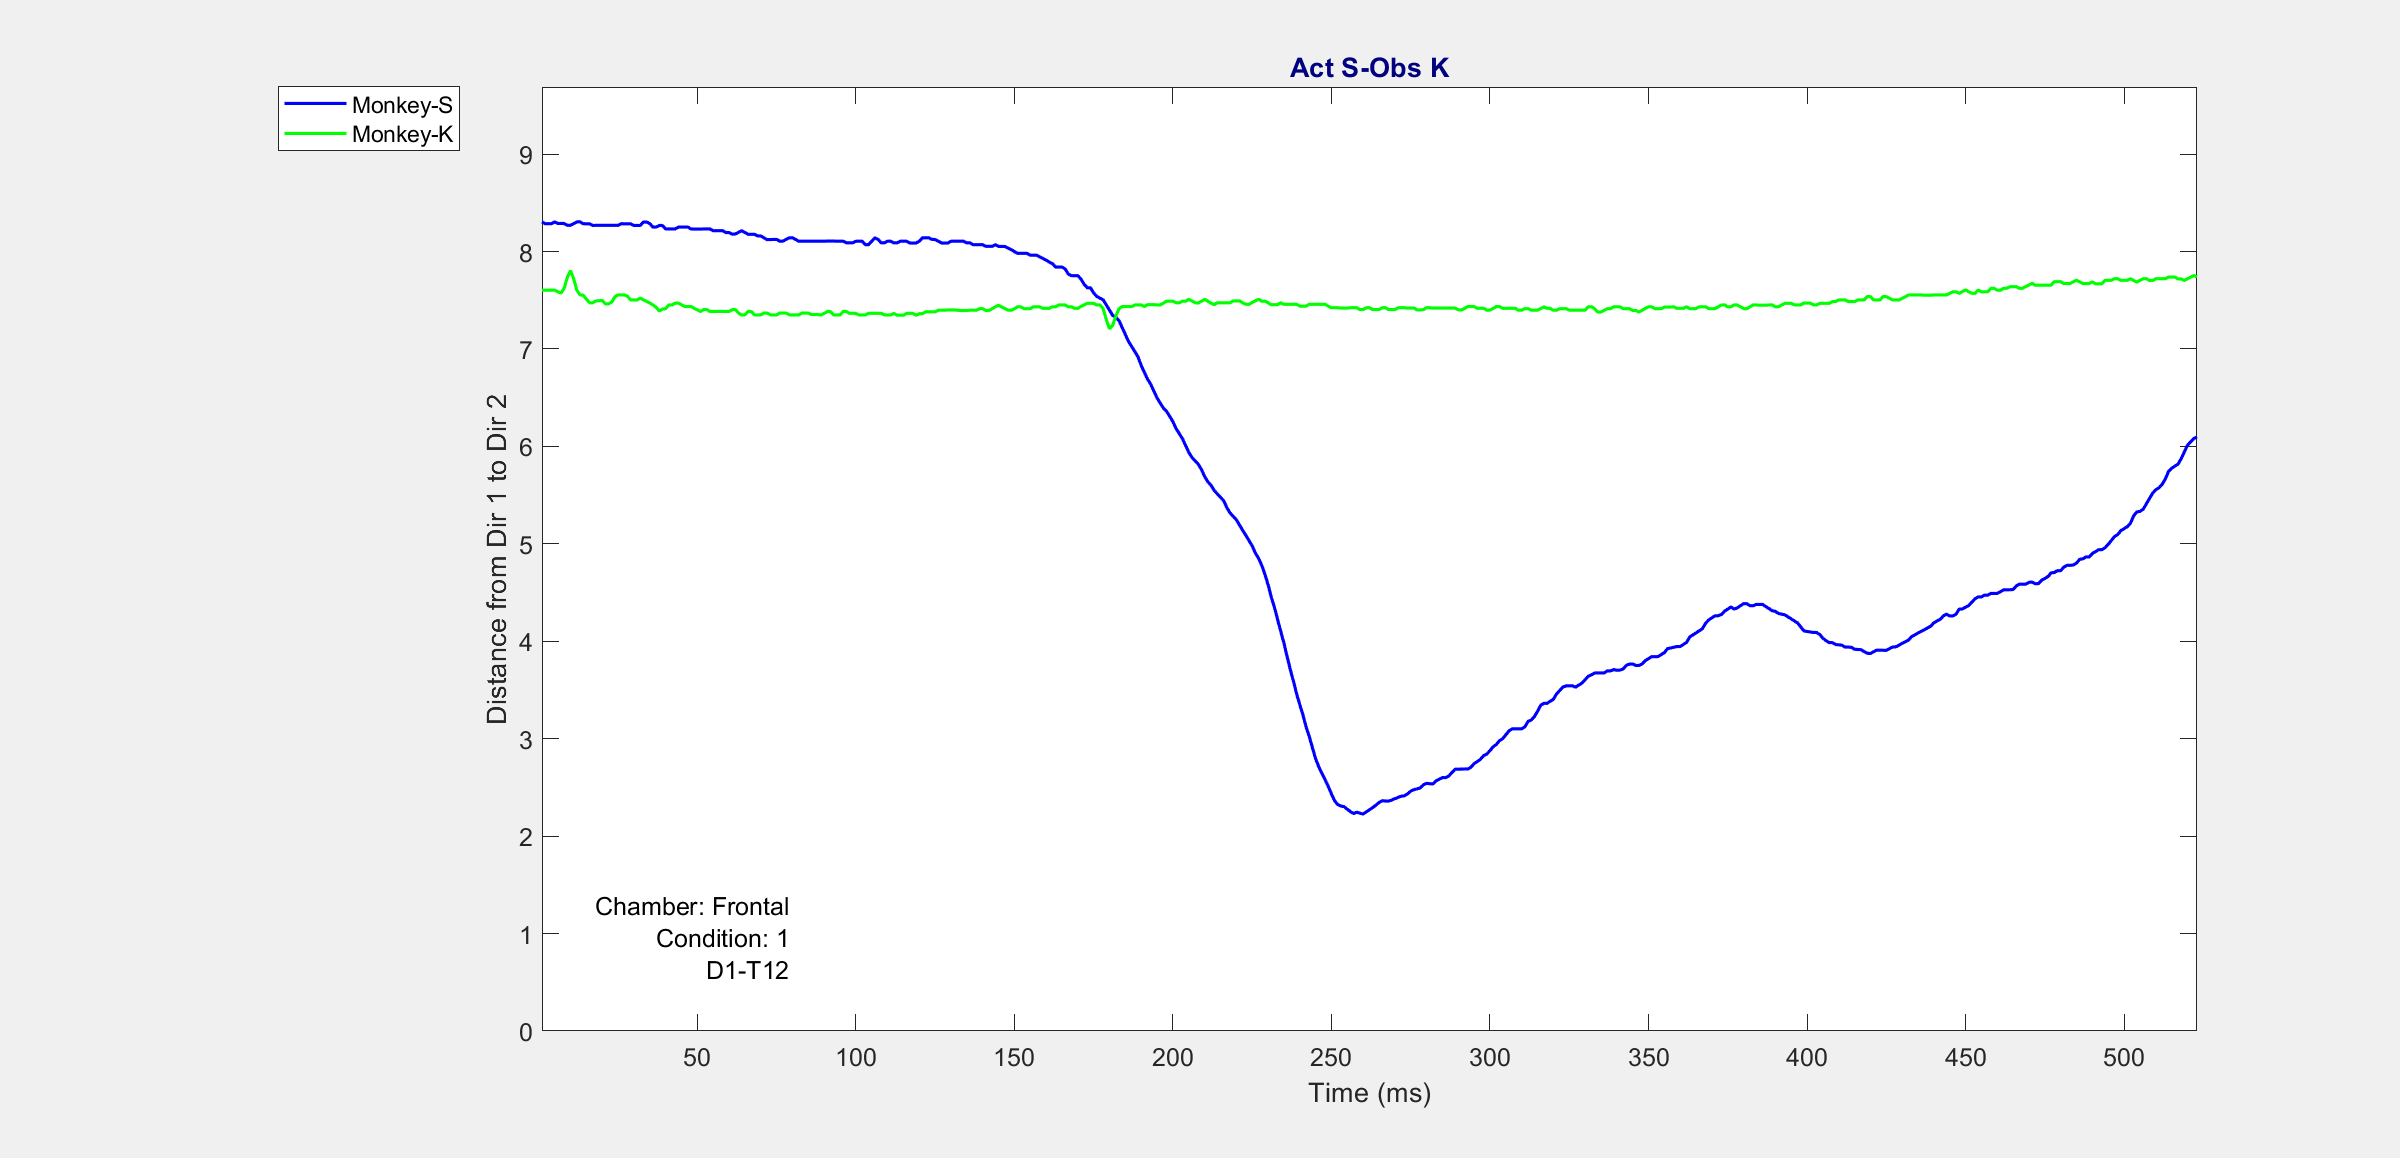 Act S-Obs K
Monkey-S
Monkey-K
Distance from Dir 1 to Dir 2
9
8
7
6
5
4
3
2
1
0
Chamber: Frontal
Condition: 1
D1-T12
50 100 150 200 250 300 350 400 450 500
Time (ms)